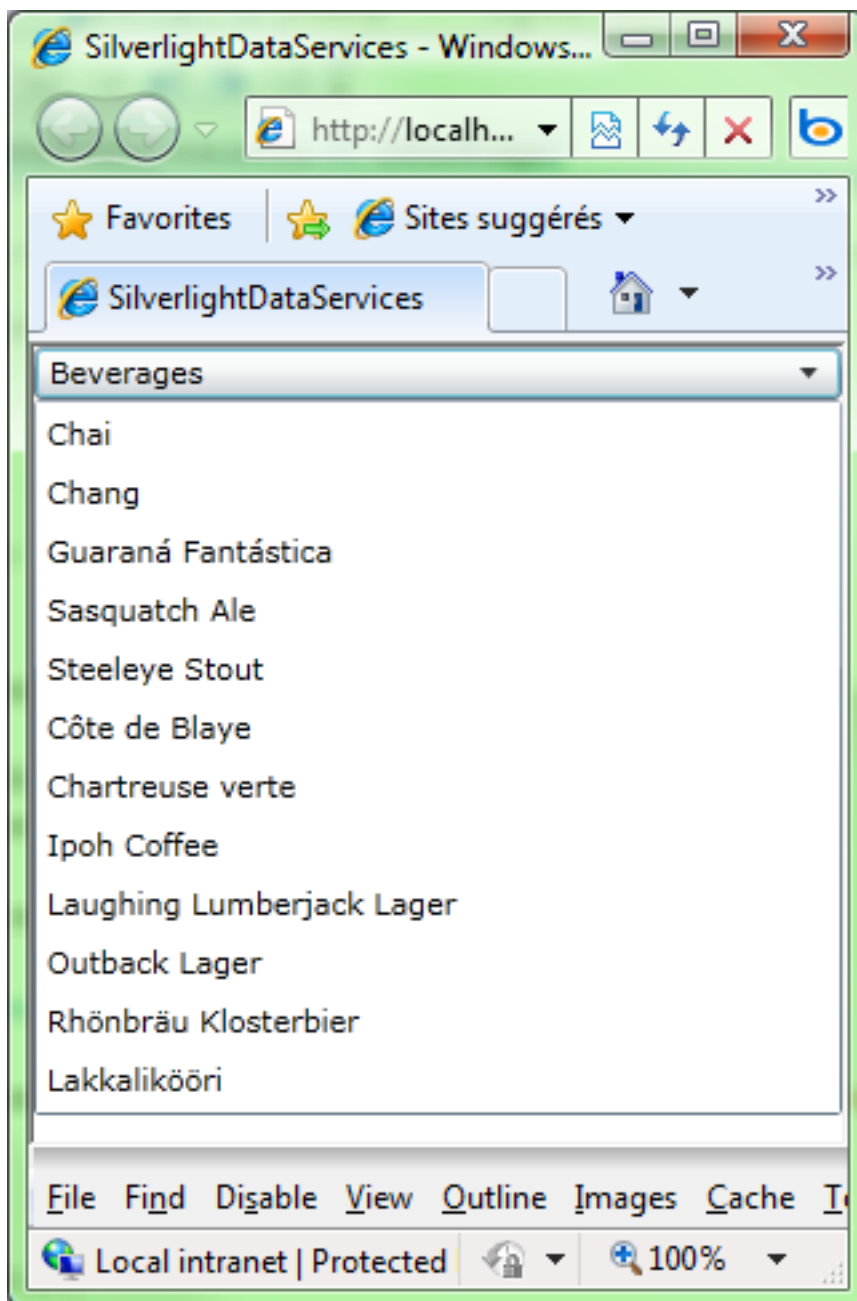 SilverlightDataServices - Windows...
http://localh...
Favorites Sites suggérés
SilverlightDataServices
Beverages
Chai
Chang
Guaraná Fantástica
Sasquatch Ale
Steeleye Stout
Côte de Blaye
Chartreuse verte
Ipoh Coffee
Laughing Lumberjack Lager
Outback Lager
Rhönbräu Klosterbier
Lakkalikööri
File Find Disable View Outline Images Cache
Local intranet | Protected 100%